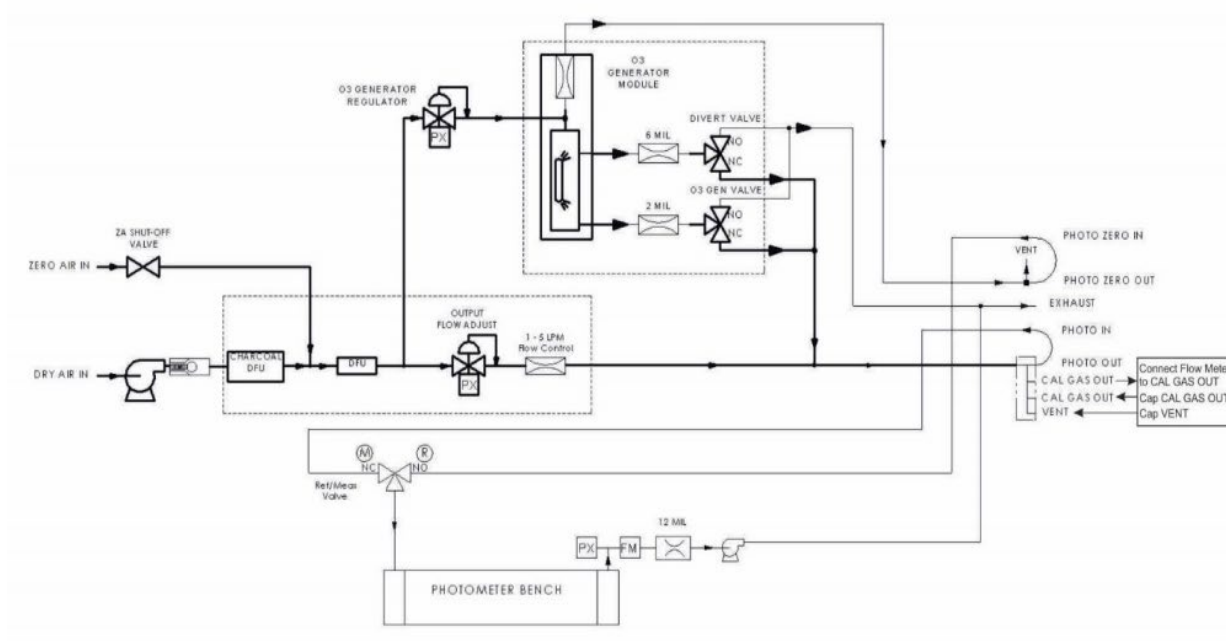 O3
GENERATOR
MODULE
O3 GENERATOR
REGULATOR
PX
DIVERT VALVE
6 MIL
NO
NC
O3 GEN VALVE
2 MIL
NO
NC
ZA SHUT-OFF
VALVE
ZERO AIR IN
PHOTO ZERO IN
VENT
PHOTO ZERO OUT
EXHAUST
OUTPUT
FLOW ADJUST
1 - 5 LPM
Flow Control
PHOTO IN
CHARCOAL
DFU
DFU
PX
PHOTO OUT
DRY AIR IN
CAL GAS OUT
CAL GAS OUT
VENT
Connect Flow Mete
to CAL GAS OUT
Cap CAL GAS OUT
Cap VENT
M
R
NC
NO
Ref/Meas
Valve
12 MIL
PX
FM
PHOTOMETER BENCH